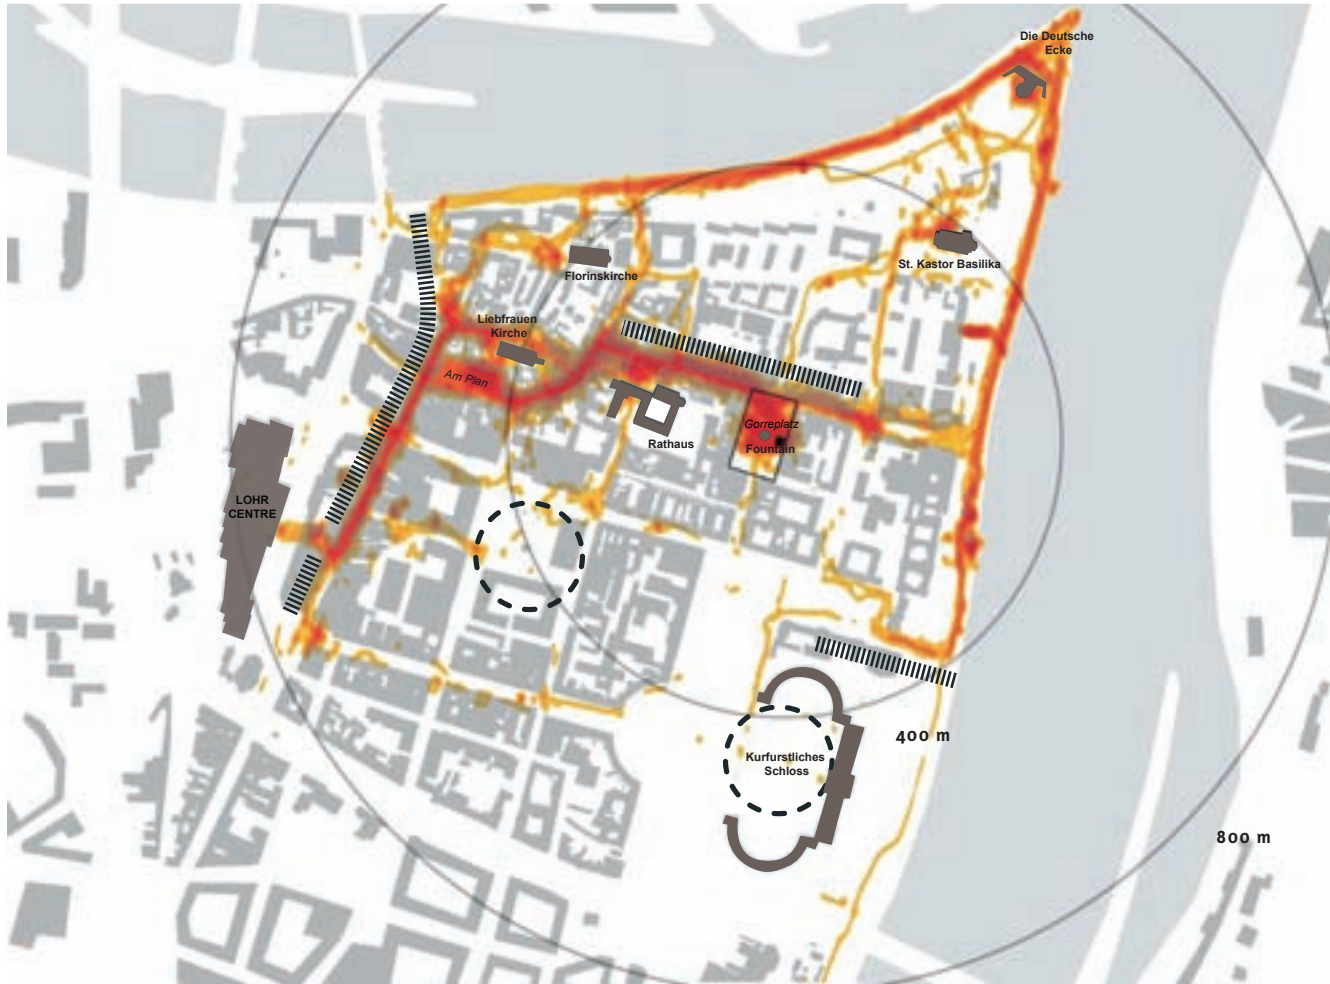 Die Deutsche
Ecke
St. Kastor Basilika
Florinskirche
Liebfrauen
Kirche
Am Plan
Gorreplatz
Fountain
Rathaus
LOHR
CENTRE
400 m
Kurfurstliches
Schloss
800 m